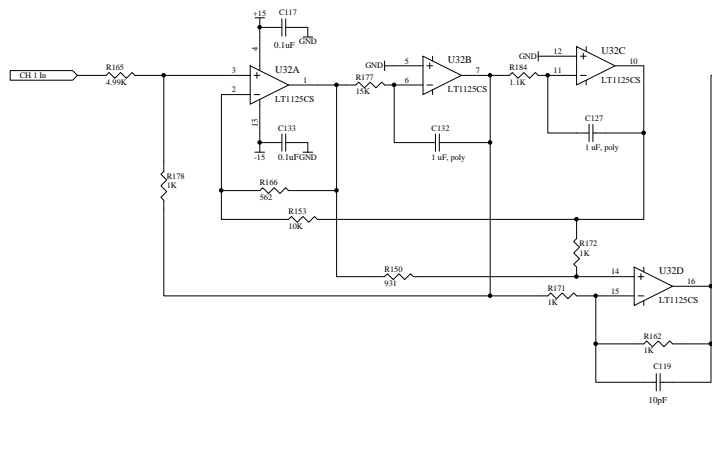 +15
C117
0.1uF
GND
4
CH 1 In
R165
4.99K
3
2
U32A
1
LT1125CS
13
-15
C133
0.1uF
GND
R177
15K
GND
5
6
U32B
7
LT1125CS
C132
1 uF, poly
R184
1.1K
GND
12
11
U32C
10
LT1125CS
C127
1 uF, poly
R178
1K
R166
562
R153
10K
R172
1K
R150
931
R171
1K
14
15
U32D
16
LT1125CS
R162
1K
C119
10pF